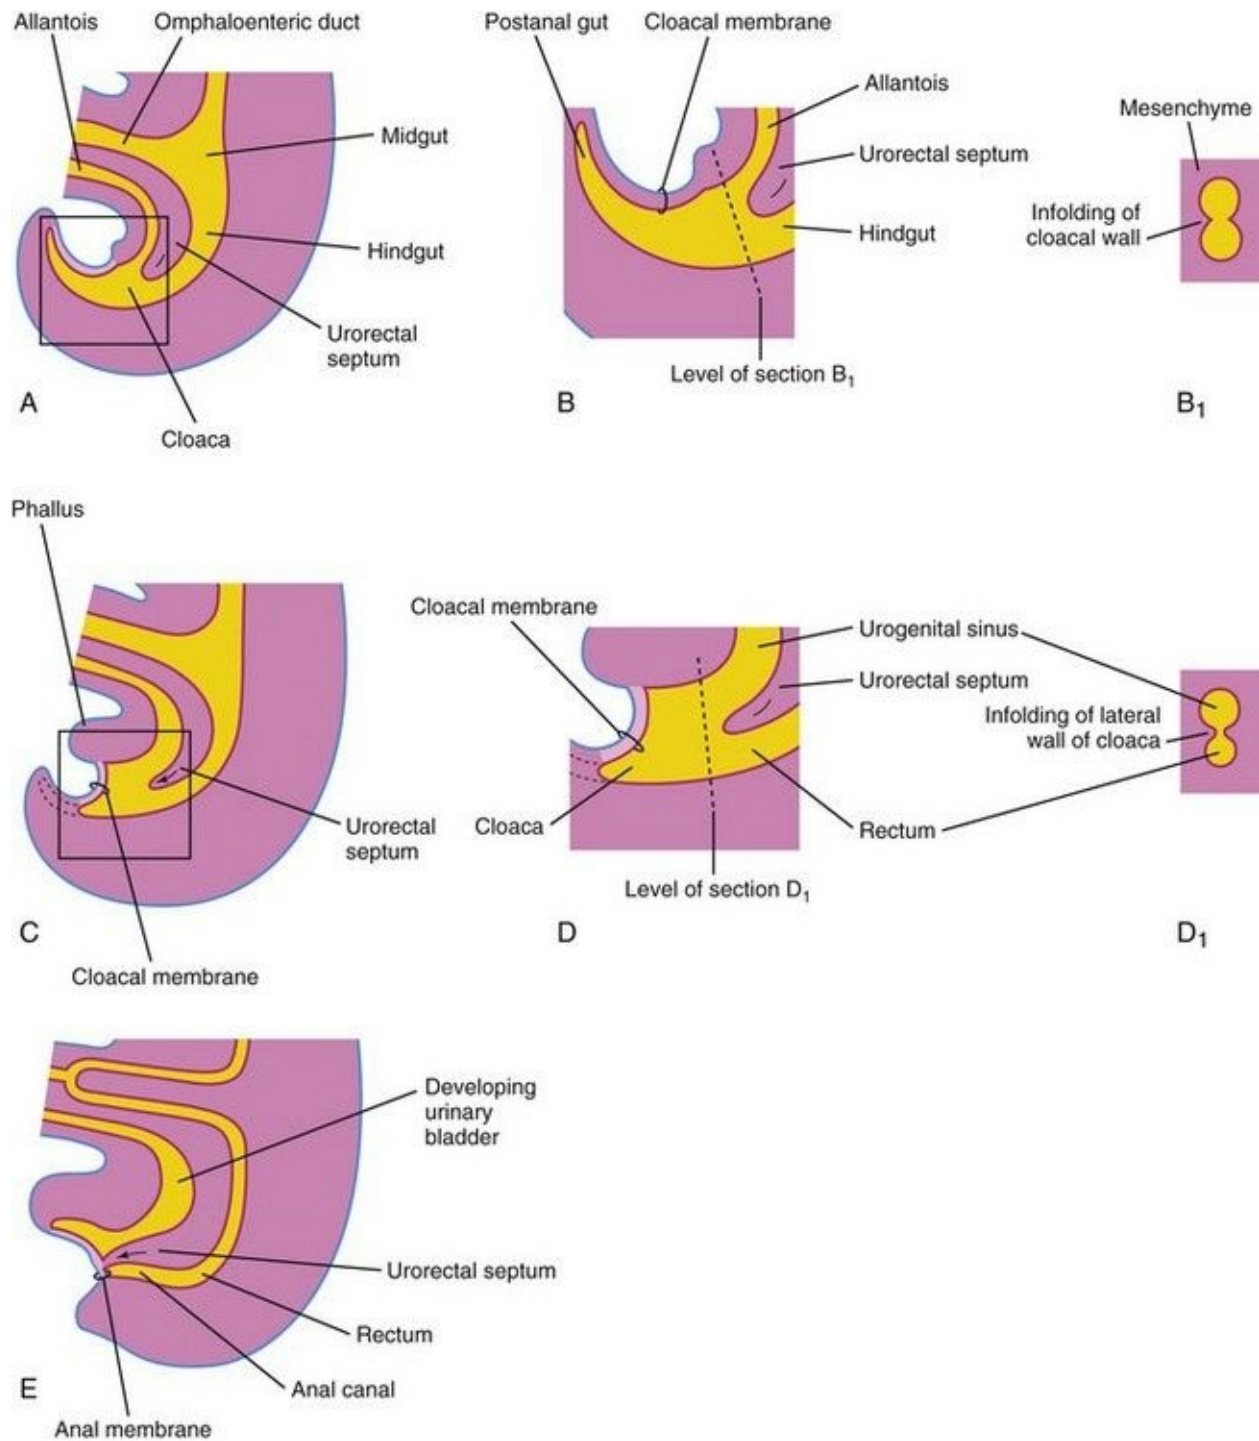 Allantois
Omphaloenteric duct
Midgut
Hindgut
Urorectal
septum
Cloaca
A
Postanal gut
Cloacal membrane
Allantois
Urorectal septum
Hindgut
Level of section B1
B
Mesenchyme
Infolding of
cloacal wall
B1
Phallus
Urorectal
septum
Cloacal membrane
C
Cloacal membrane
Urogenital sinus
Urorectal septum
Rectum
Cloaca
Level of section D1
D
Infolding of lateral
wall of cloaca
D1
Developing
urinary
bladder
Urorectal septum
Rectum
Anal canal
Anal membrane
E